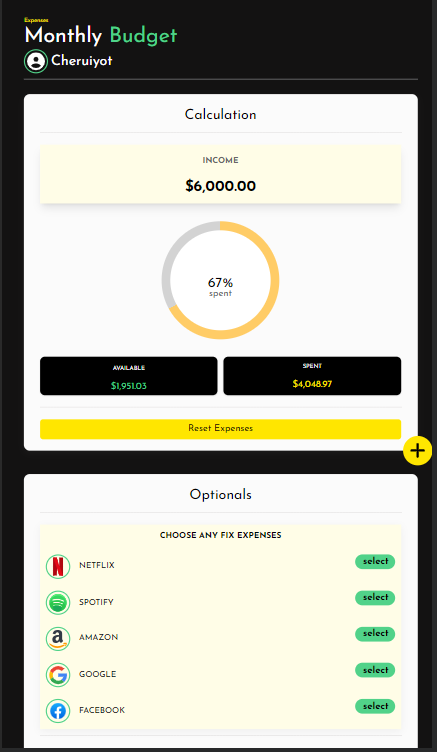 Expenses
Monthly Budget
Cheruiyot
Calculation
INCOME
$6,000.00
67%
spent
AVAILABLE
$1,951.03
SPENT
$4,048.97
Reset Expenses
+
Optionals
CHOOSE ANY FIX EXPENSES
NETFLIX select
SPOTIFY select
AMAZON select
GOOGLE select
FACEBOOK select